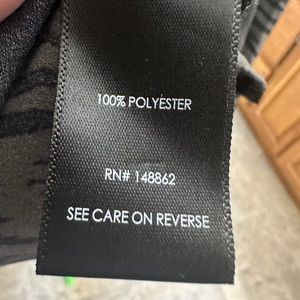 100% POLYESTER
RN# 148862
SEE CARE ON REVERSE